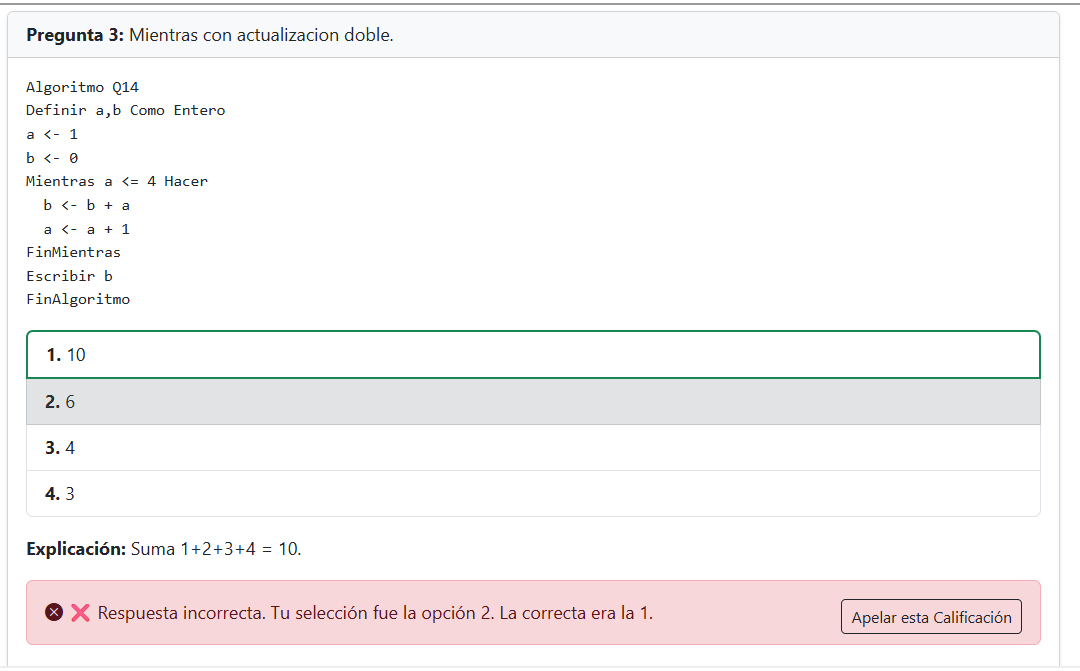 Pregunta 3: Mientras con actualizacion doble.
Algoritmo Q14
Definir a,b Como Entero
a <- 1
b <- 0
Mientras a <= 4 Hacer
  b <- b + a
  a <- a + 1
FinMientras
Escribir b
FinAlgoritmo
1. 10
2. 6
3. 4
4. 3
Explicación: Suma 1+2+3+4 = 10.
❌ Respuesta incorrecta. Tu selección fue la opción 2. La correcta era la 1. Apelar esta Calificación